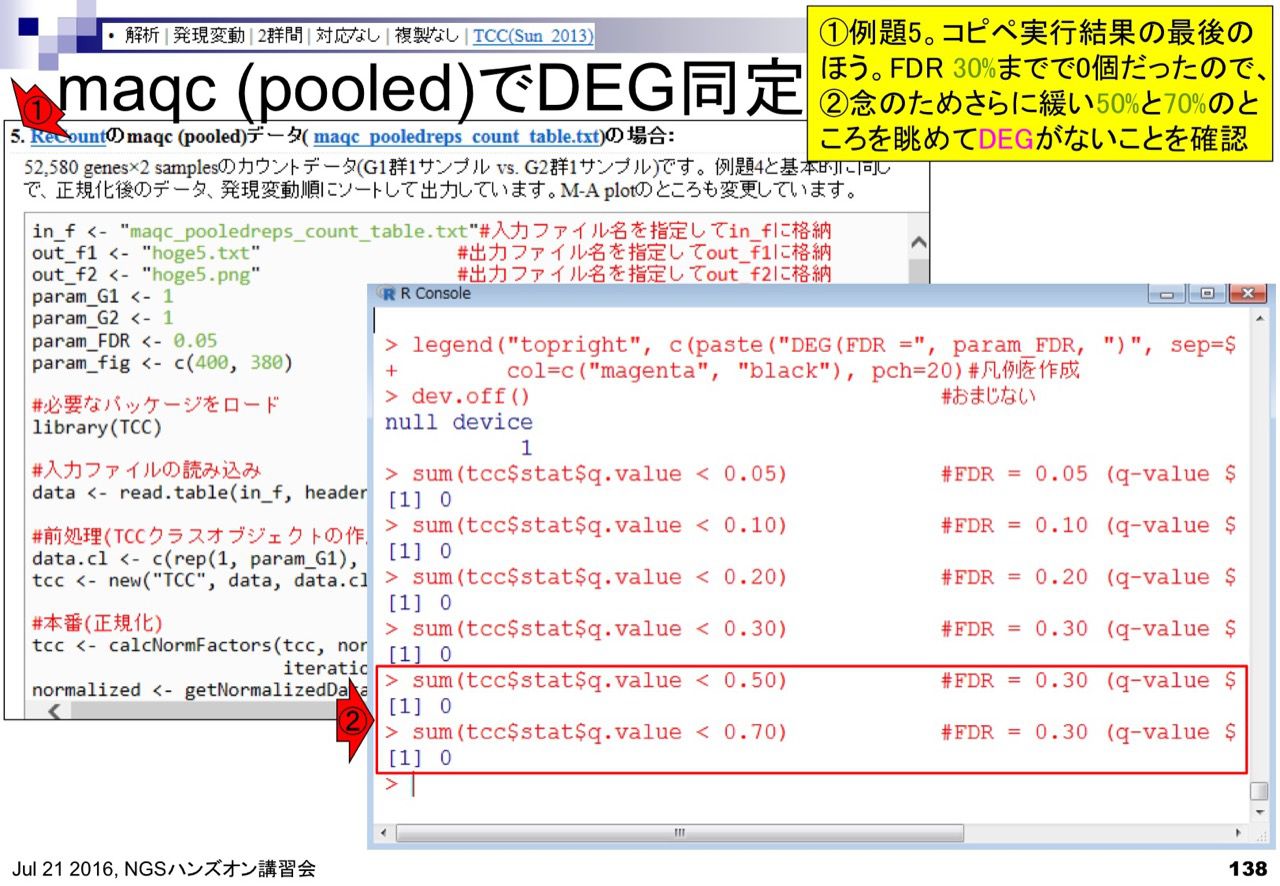 • 解析 | 発現変動 | 2群間 | 対応なし | 複製なし | TCC(Sun_2013)
maqc (pooled)でDEG同定
①例題5。コピペ実行結果の最後の
ほう。FDR 30%までで0個だったので、
②念のためさらに緩い50%と70%のと
ころを眺めてDEGがないことを確認
①
5. ReCountのmaqc (pooled)データ( maqc_pooledreps_count_table.txt)の場合:
52,580 genes×2 samplesのカウントデータ(G1群1サンプル vs. G2群1サンプル)です。例題4と基本的に同じ
で、正規化後のデータ、発現変動順にソートして出力しています。M-A plotのところも変更しています。
in_f <- "maqc_pooledreps_count_table.txt"#入力ファイル名を指定してin_fに格納
out_f1 <- "hoge5.txt" #出力ファイル名を指定してout_f1に格納
out_f2 <- "hoge5.png" #出力ファイル名を指定してout_f2に格納
param_G1 <- 1
param_G2 <- 1
param_FDR <- 0.05
param_fig <- c(400, 380)
#必要なパッケージをロード
library(TCC)
#入力ファイルの読み込み
data <- read.table(in_f, header
#前処理(TCCクラスオブジェクトの作
data.cl <- c(rep(1, param_G1),
tcc <- new("TCC", data, data.cl
#本番(正規化)
tcc <- calcNormFactors(tcc, nor
iteratio
normalized <- getNormalizedData
R Console
> legend("topright", c(paste("DEG(FDR =", param_FDR, ")", sep=$
+ col=c("magenta", "black"), pch=20)#凡例を作成
> dev.off() #おまじない
null device
1
> sum(tcc$stat$q.value < 0.05) #FDR = 0.05 (q-value $
[1] 0
> sum(tcc$stat$q.value < 0.10) #FDR = 0.10 (q-value $
[1] 0
> sum(tcc$stat$q.value < 0.20) #FDR = 0.20 (q-value $
[1] 0
> sum(tcc$stat$q.value < 0.30) #FDR = 0.30 (q-value $
[1] 0
> sum(tcc$stat$q.value < 0.50) #FDR = 0.30 (q-value $
[1] 0
> sum(tcc$stat$q.value < 0.70) #FDR = 0.30 (q-value $
[1] 0
>
②
Jul 21 2016, NGSハンズオン講習会
138